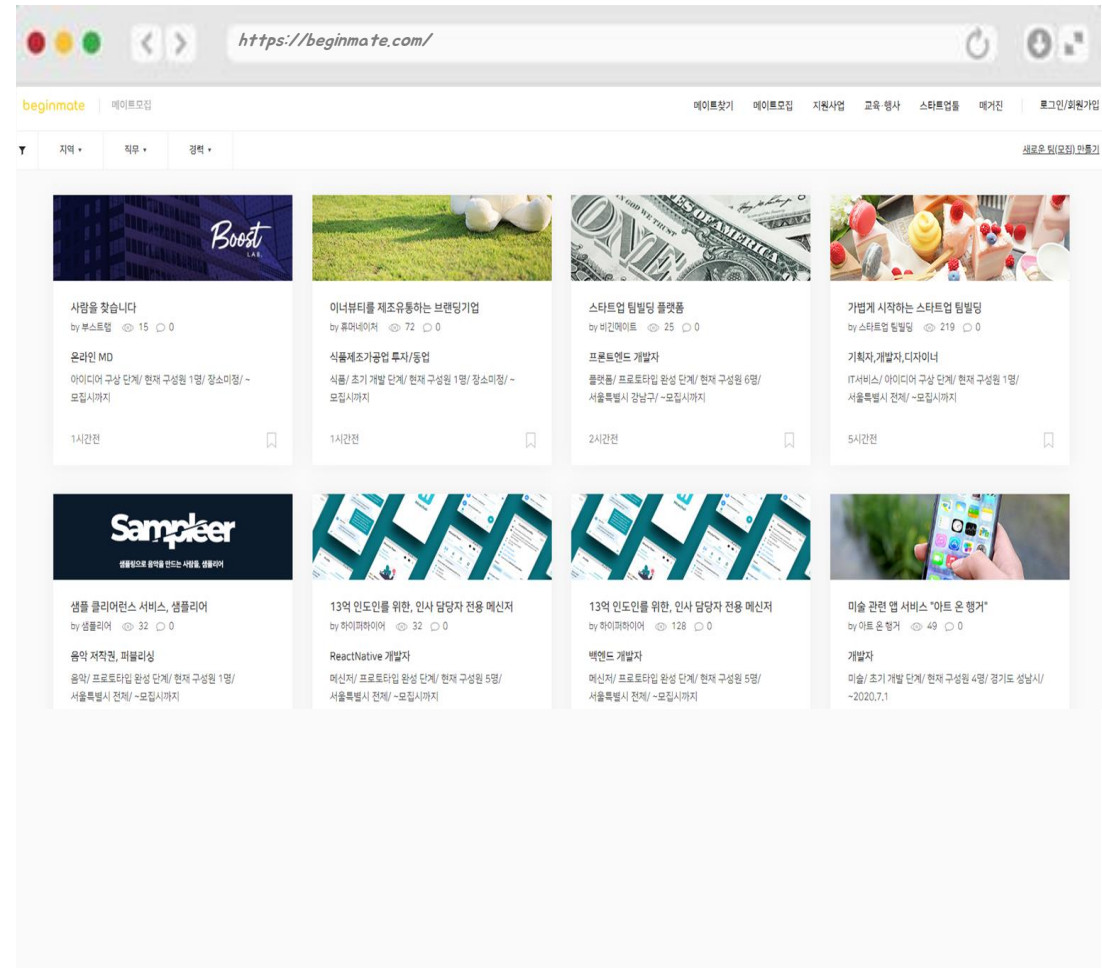 https://beginmate.com/
beginmate 메이트모집 메이트찾기 메이트모집 지원사업 교육·행사 스타트업툴 매거진 로그인/회원가입
지역 직무 경력 새로운 팀(모집) 만들기
Boost
LAB.
사람을 찾습니다
by 부스트랩 15 0
온라인 MD
아이디어 구상 단계/ 현재 구성원 1명/ 장소미정/ ~
모집시까지
1시간전
이너뷰티를 제조유통하는 브랜딩기업
by 휴머네이처 72 0
식품제조가공업 투자/동업
식품/ 초기 개발 단계/ 현재 구성원 1명/ 장소미정/ ~
모집시까지
1시간전
IN GOD WE TRUST
ES OF AMERICA
ONE
스타트업 팀빌딩 플랫폼
by 비긴메이트 25 0
프론트엔드 개발자
플랫폼/ 프로토타입 완성 단계/ 현재 구성원 6명/
서울특별시 강남구/ ~모집시까지
2시간전
가볍게 시작하는 스타트업 팀빌딩
by 스타트업 팀빌딩 219 0
기획자,개발자,디자이너
IT서비스/ 아이디어 구상 단계/ 현재 구성원 1명/
서울특별시 전체/ ~모집시까지
5시간전
Sampleer
샘플링으로 음악을 만드는 사람들, 샘플리어
샘플 클리어런스 서비스, 샘플리어
by 샘플리어 32 0
음악 저작권, 퍼블리싱
음악/ 프로토타입 완성 단계/ 현재 구성원 1명/
서울특별시 전체/ ~모집시까지
13억 인도인를 위한, 인사 담당자 전용 메신저
by 하이퍼하이어 32 0
ReactNative 개발자
메신저/ 프로토타입 완성 단계/ 현재 구성원 5명/
서울특별시 전체/ ~모집시까지
13억 인도인를 위한, 인사 담당자 전용 메신저
by 하이퍼하이어 128 0
백엔드 개발자
메신저/ 프로토타입 완성 단계/ 현재 구성원 5명/
서울특별시 전체/ ~모집시까지
미술 관련 앱 서비스 "아트 온 행거"
by 아트 온 행거 49 0
개발자
미술/ 초기 개발 단계/ 현재 구성원 4명/ 경기도 성남시/
~2020.7.1